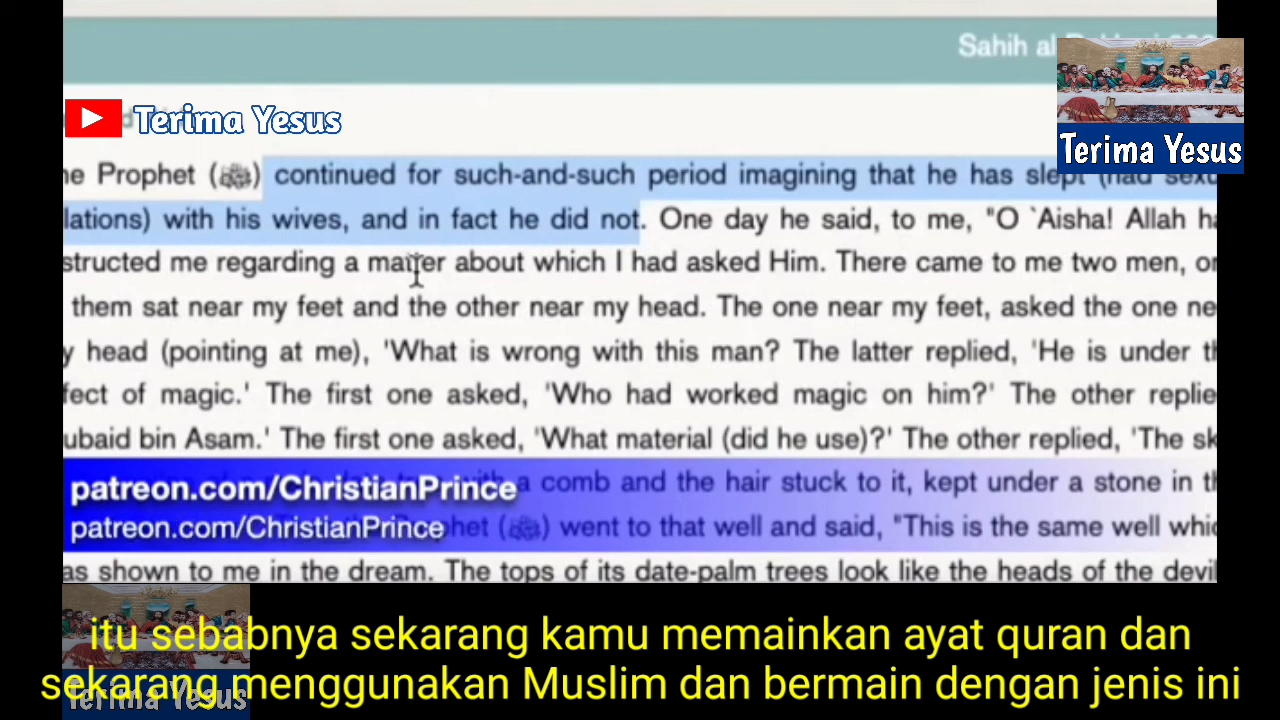 Sahih al
Terima Yesus
Terima Yesus
he Prophet (ﷺ) continued for such-and-such period imagining that he has slept (had sexu
lations) with his wives, and in fact he did not. One day he said, to me, "O `Aisha! Allah ha
structed me regarding a matter about which I had asked Him. There came to me two men, on
them sat near my feet and the other near my head. The one near my feet, asked the one ne
y head (pointing at me), 'What is wrong with this man? The latter replied, 'He is under th
fect of magic.' The first one asked, 'Who had worked magic on him?' The other replie
ubaid bin Asam.' The first one asked, 'What material (did he use)?' The other replied, 'The sk
a comb and the hair stuck to it, kept under a stone in th
patreon.com/ChristianPrince
patreon.com/ChristianPrince
phet (ﷺ) went to that well and said, "This is the same well whic
as shown to me in the dream. The tops of its date-palm trees look like the heads of the devil
itu sebabnya sekarang kamu memainkan ayat quran dan
sekarang menggunakan Muslim dan bermain dengan jenis ini
Terima Yesus